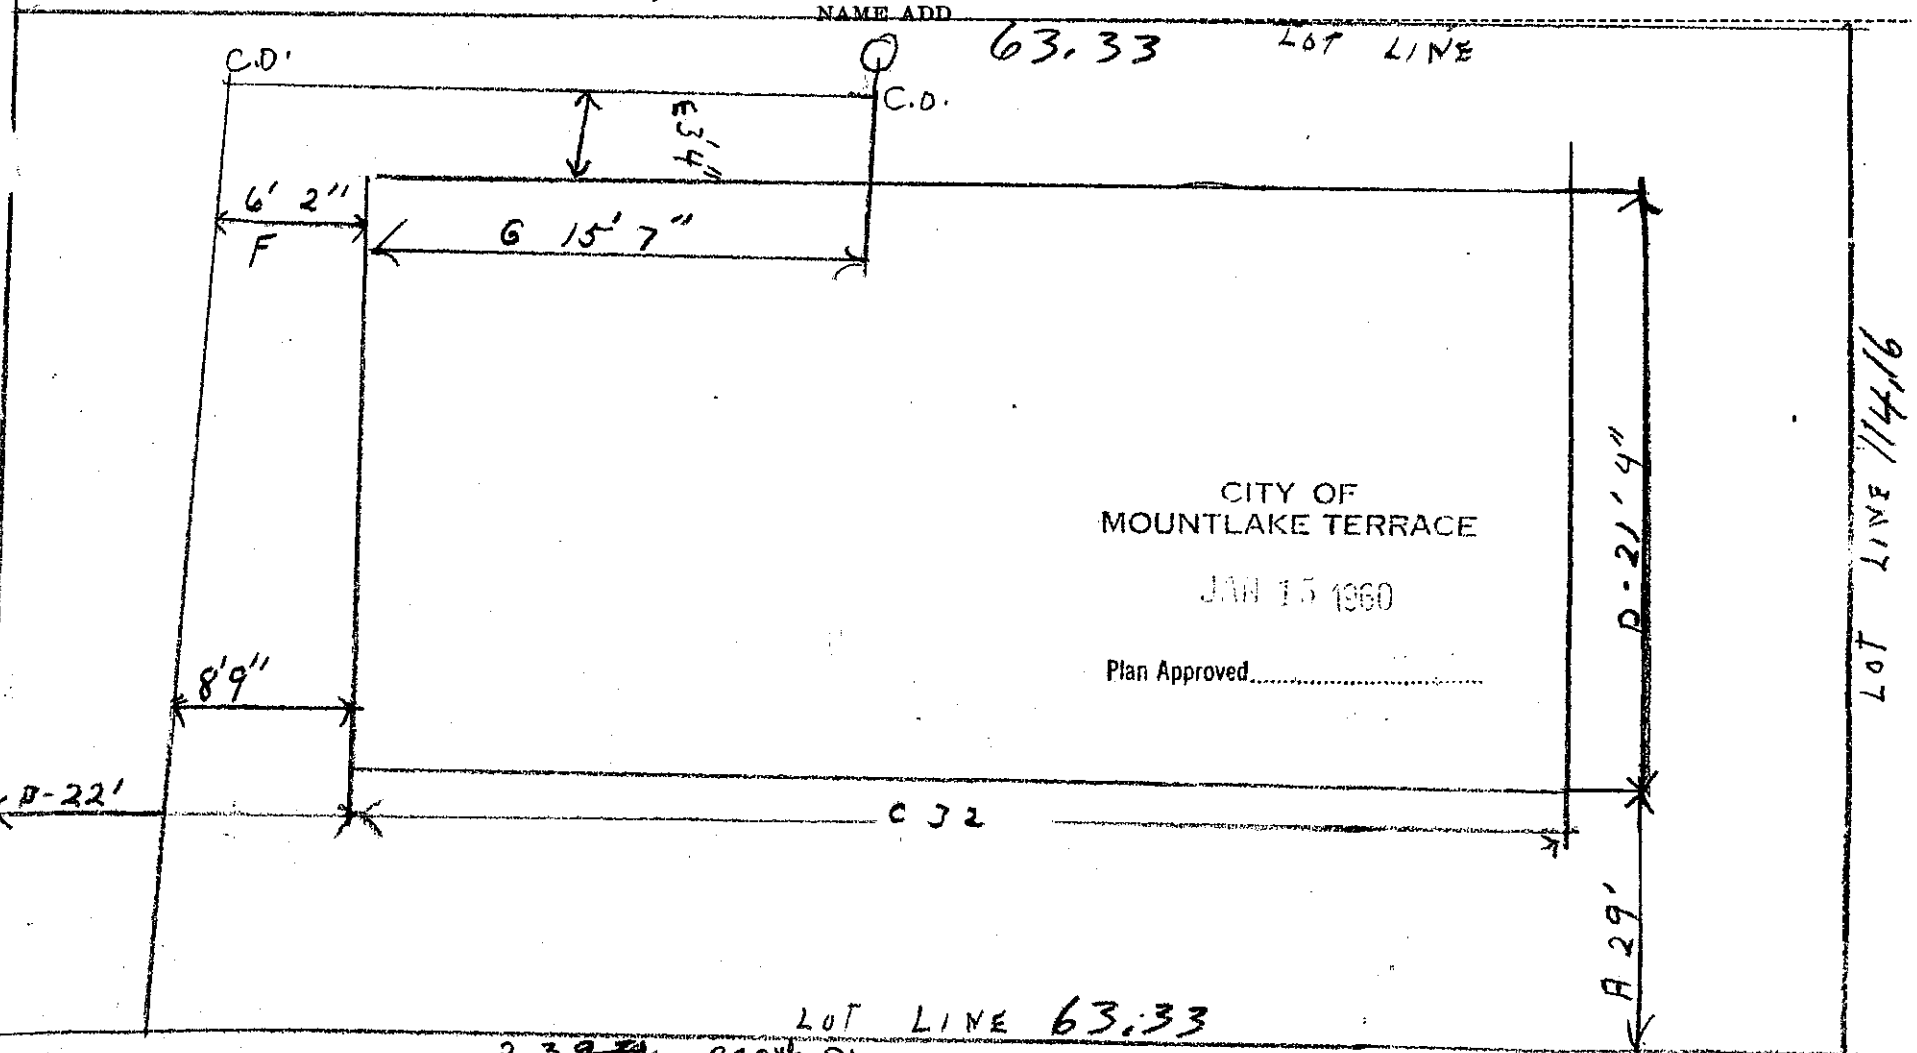 NAME ADD
63.33 LOT LINE
C.O.
C.O.
E 3'4"
6' 2"
F
G 15' 7"
LOT LINE 114.16
D - 21' 4"
CITY OF
MOUNTLAKE TERRACE
JAN 15 1960
Plan Approved
8'9"
B-22'
C 32
A 29'
LOT LINE 63.33